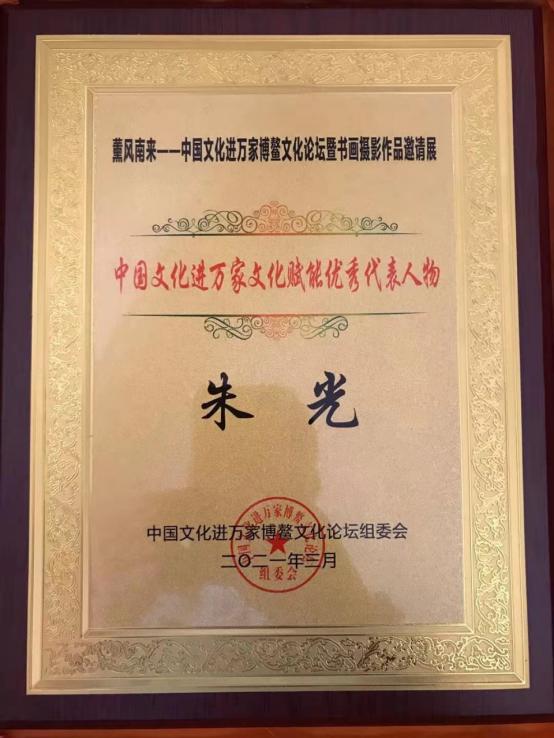 薰风南来——中国文化进万家博鳌文化论坛暨书画摄影作品邀请展
中国文化进万家文化赋能优秀代表人物
朱光
中国文化进万家博鳌文化论坛组委会
二〇二一年三月
组委会